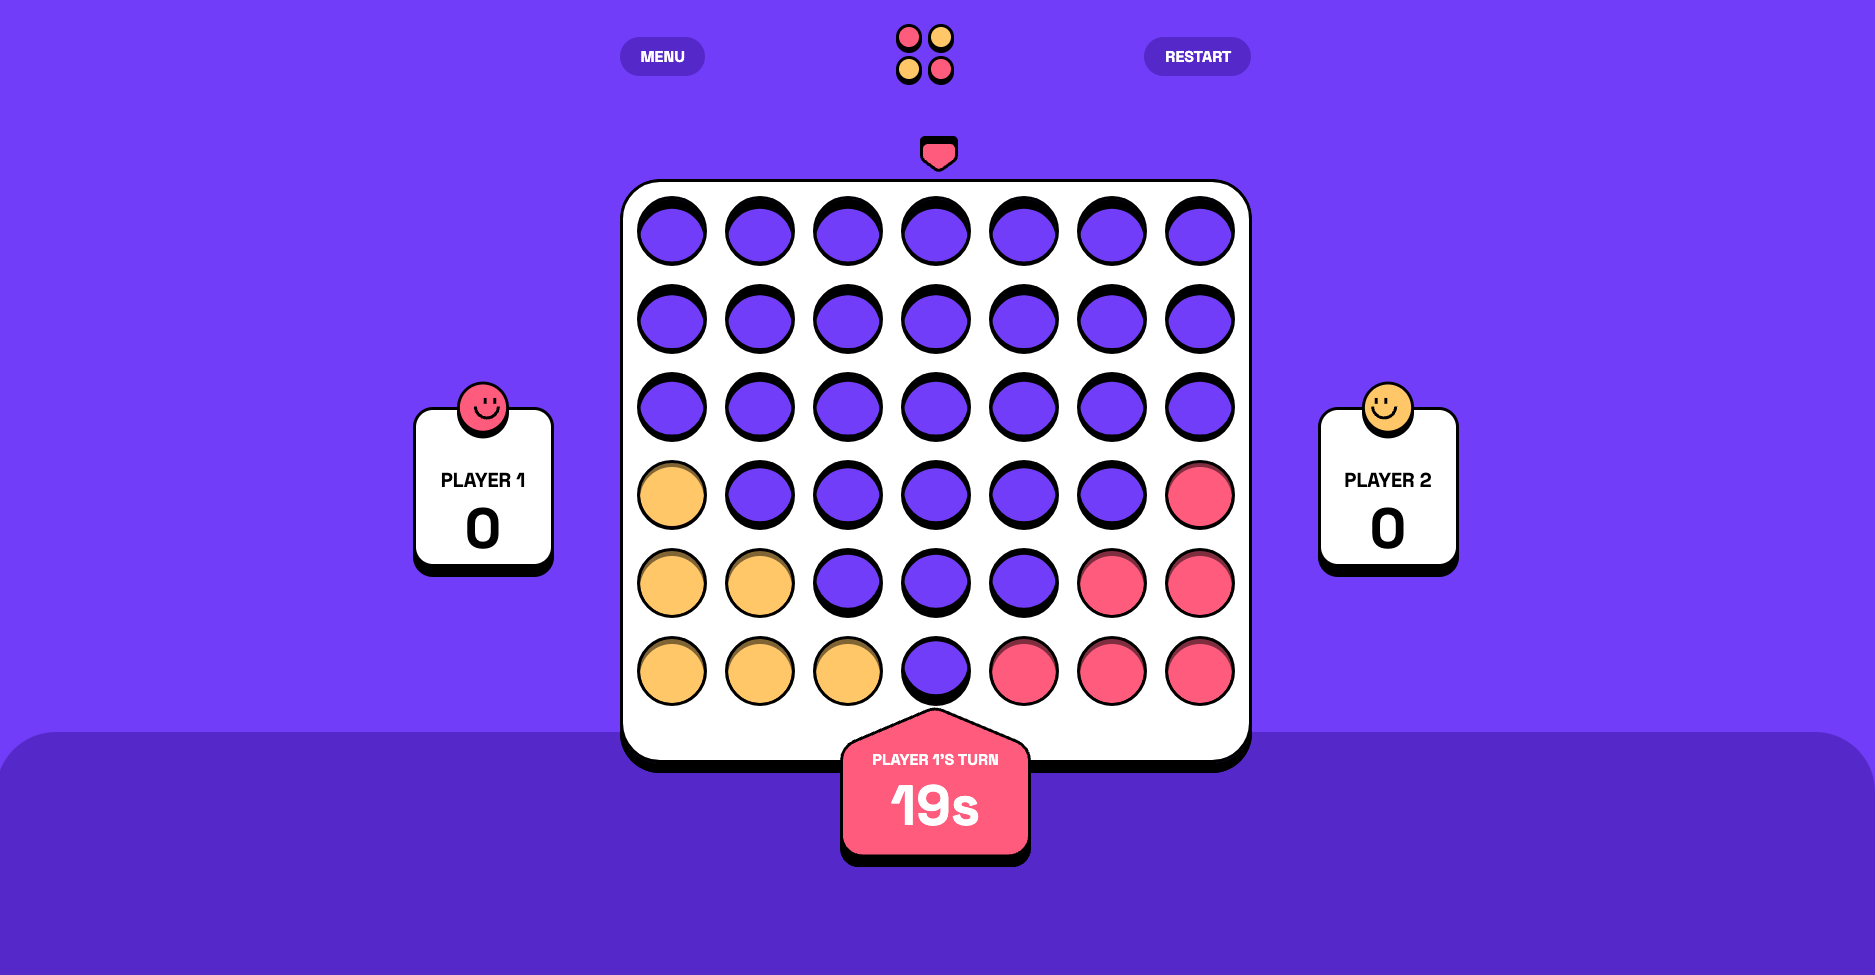 MENU
RESTART
PLAYER 1
0
PLAYER 2
0
PLAYER 1'S TURN
19s